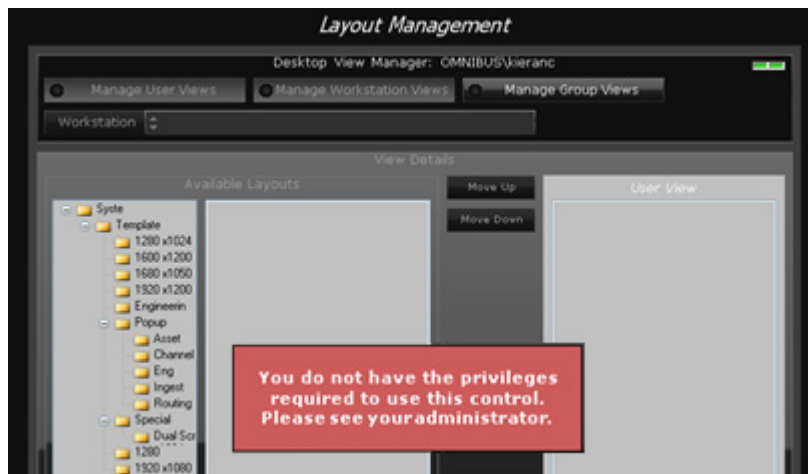 Layout Management
Desktop View Manager: OMNIBUS\kieranc
Manage User Views
Manage Workstation Views
Manage Group Views
Workstation
View Details
Available Layouts
Move Up
User View
Move Down
Syste
Template
1280 x1024
1600 x1200
1680 x1050
1920 x1200
Engineerin
Popup
Asset
Channel
Eng
Ingest
Routing
Special
Dual Scr
1280
1920 x1080
You do not have the privileges
required to use this control.
Please see your administrator.